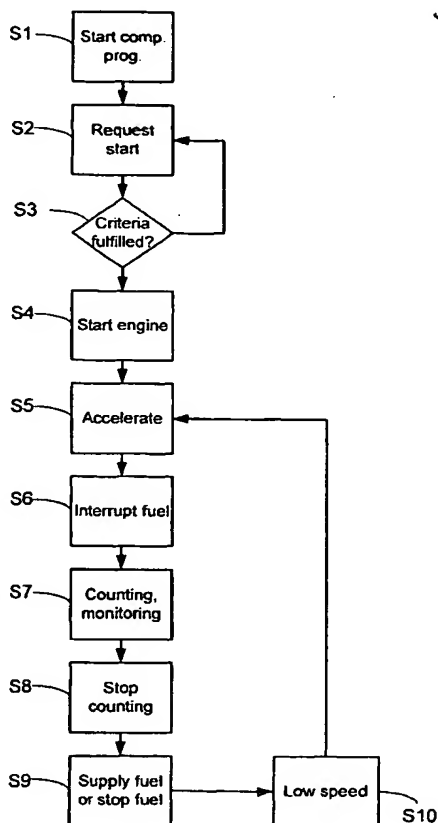 S1
Start comp.
prog.
S2
Request
start
S3
Criteria
fulfilled?
S4
Start engine
S5
Accelerate
S6
Interrupt fuel
S7
Counting,
monitoring
S8
Stop
counting
S9
Supply fuel
or stop fuel
Low speed
S10